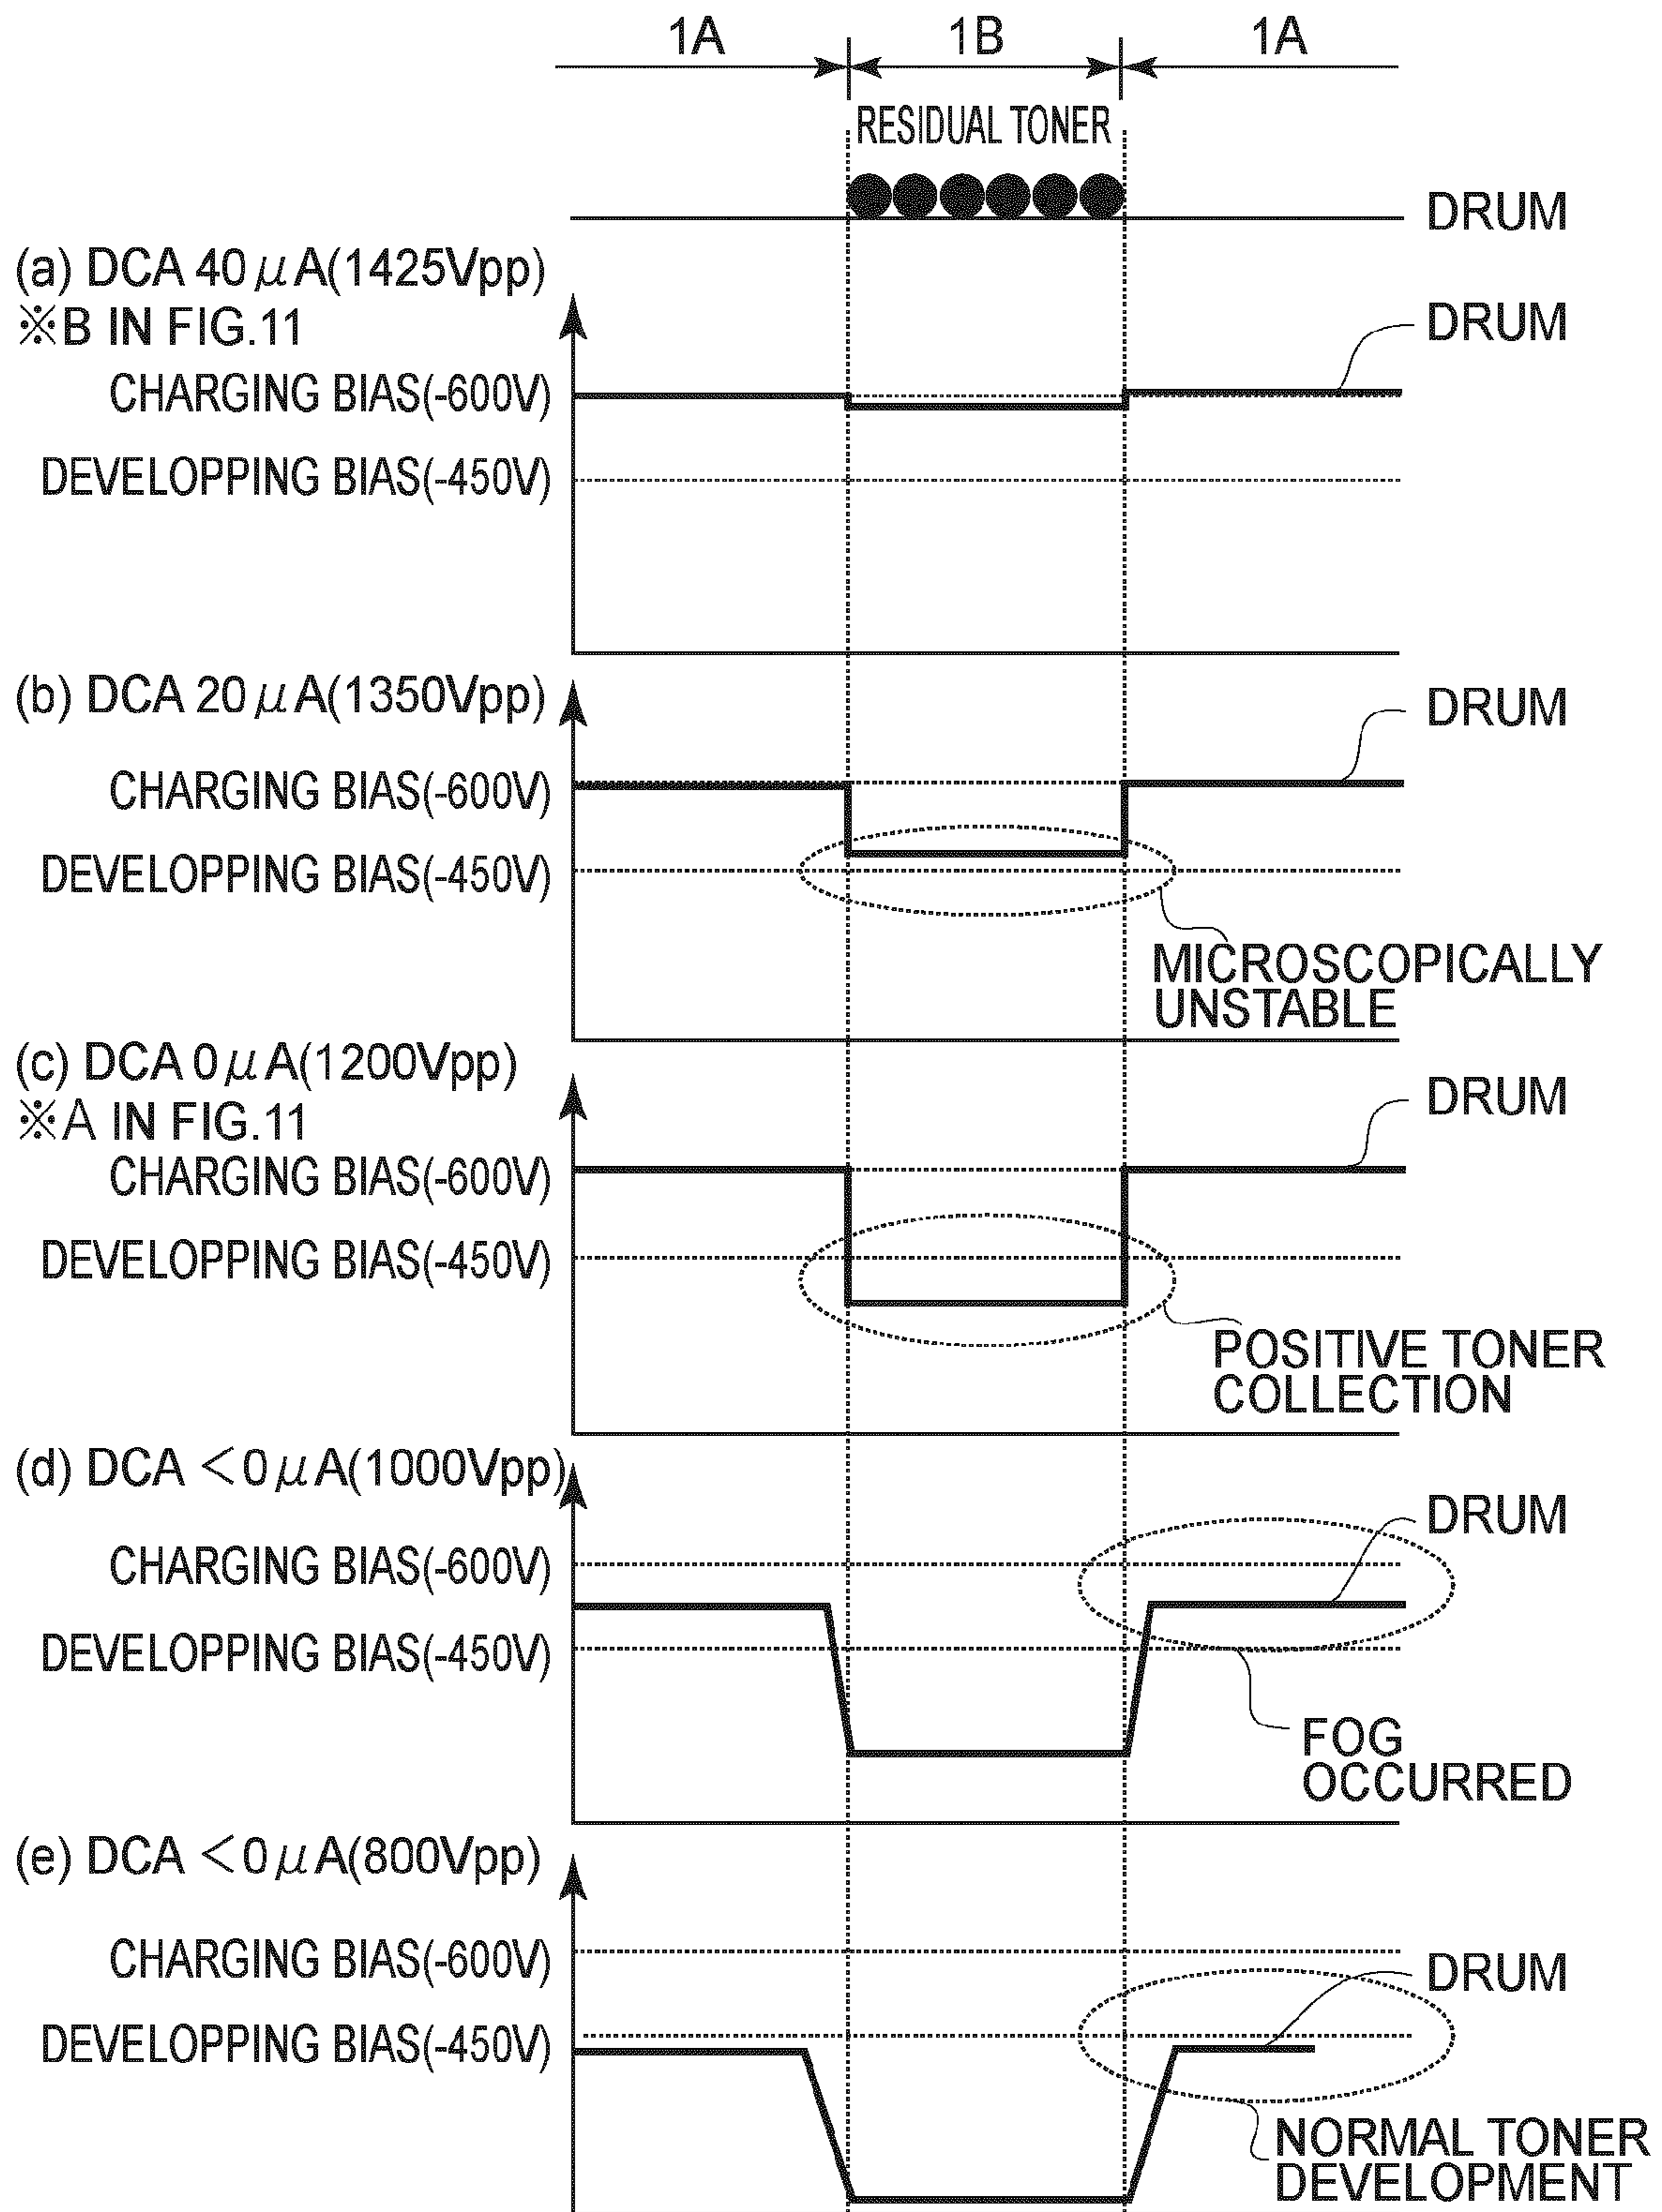 1A 1B 1A
RESIDUAL TONER
DRUM
(a) DCA 40μA(1425Vpp)
※B IN FIG.11
DRUM
CHARGING BIAS(-600V)
DEVELOPPING BIAS(-450V)
(b) DCA 20μA(1350Vpp)
DRUM
CHARGING BIAS(-600V)
DEVELOPPING BIAS(-450V)
MICROSCOPICALLY
UNSTABLE
(c) DCA 0μA(1200Vpp)
※A IN FIG.11
DRUM
CHARGING BIAS(-600V)
DEVELOPPING BIAS(-450V)
POSITIVE TONER
COLLECTION
(d) DCA <0μA(1000Vpp)
DRUM
CHARGING BIAS(-600V)
DEVELOPPING BIAS(-450V)
FOG
OCCURRED
(e) DCA <0μA(800Vpp)
CHARGING BIAS(-600V)
DRUM
DEVELOPPING BIAS(-450V)
NORMAL TONER
DEVELOPMENT